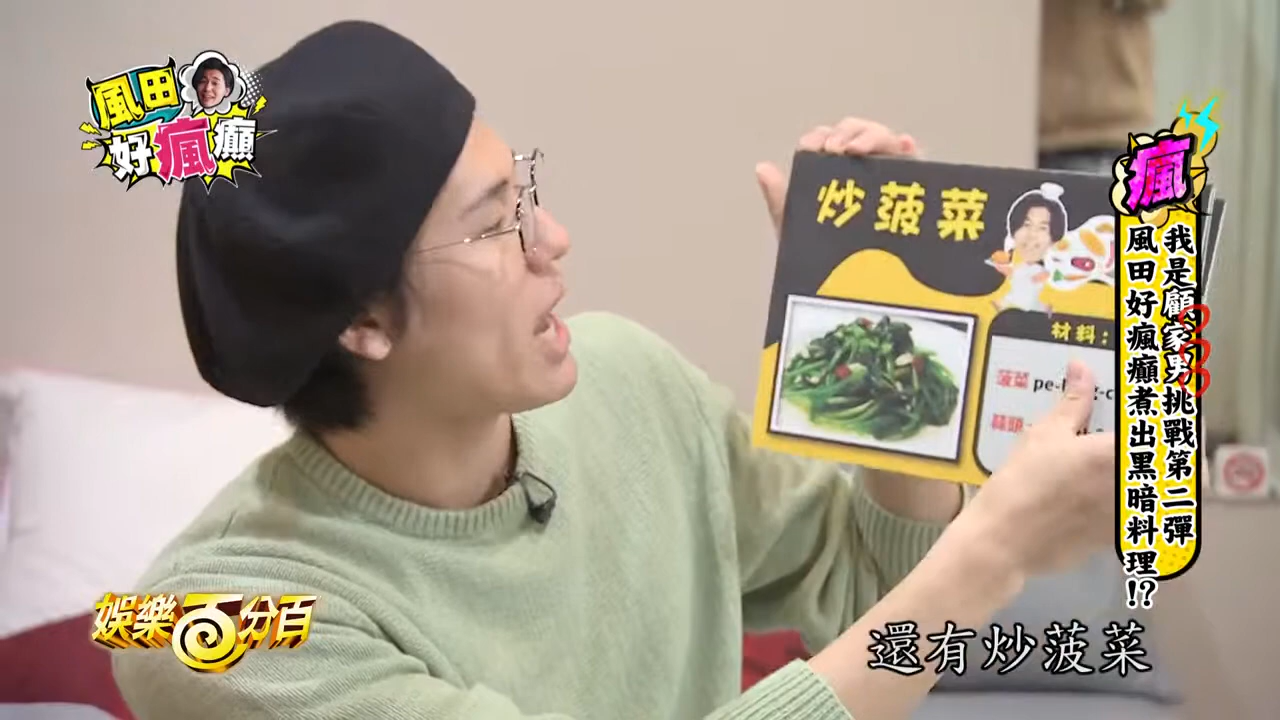 風田
好瘋癲
炒菠菜
材料:
菠菜
蒜頭
瘋
我是顧家男挑戰第二彈
風田好瘋癲煮出黑暗料理!?
娛樂百分百
還有炒菠菜